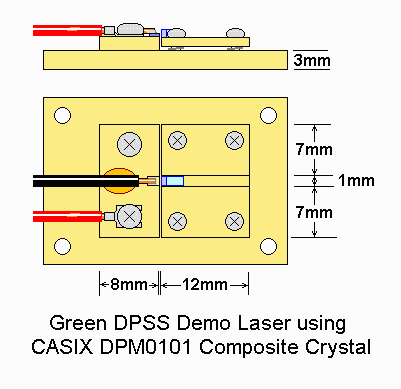 3mm
7mm
1mm
7mm
8mm
12mm
Green DPSS Demo Laser using
CASIX DPM0101 Composite Crystal